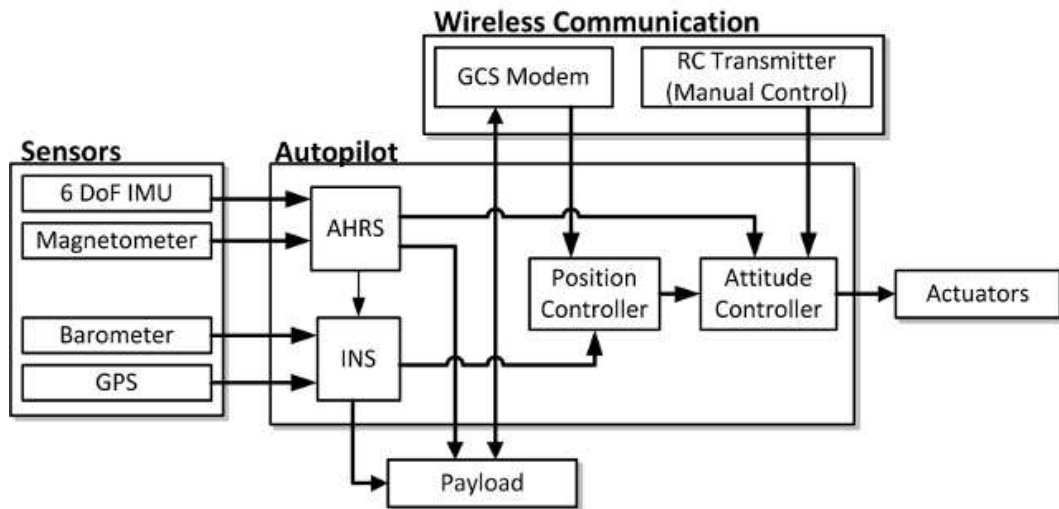 Wireless Communication
GCS Modem
RC Transmitter
(Manual Control)
Sensors
6 DoF IMU
Magnetometer
Barometer
GPS
Autopilot
AHRS
INS
Position
Controller
Attitude
Controller
Actuators
Payload